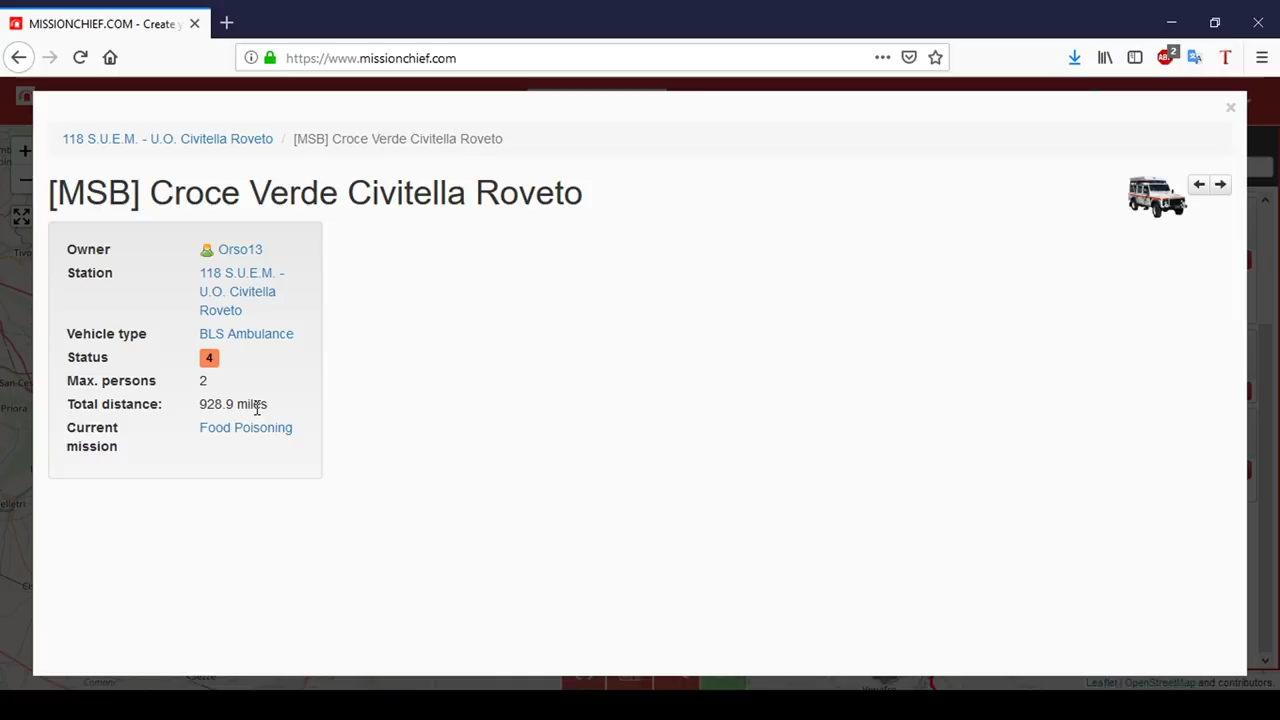 MISSIONCHIEF.COM - Create y
https://www.missionchief.com
2
118 S.U.E.M. - U.O. Civitella Roveto / [MSB] Croce Verde Civitella Roveto
[MSB] Croce Verde Civitella Roveto
Owner Orso13
Station 118 S.U.E.M. -
U.O. Civitella
Roveto
Vehicle type BLS Ambulance
Status 4
Max. persons 2
Total distance: 928.9 miles
Current Food Poisoning
mission
Leaflet | OpenStreetMap and contributors